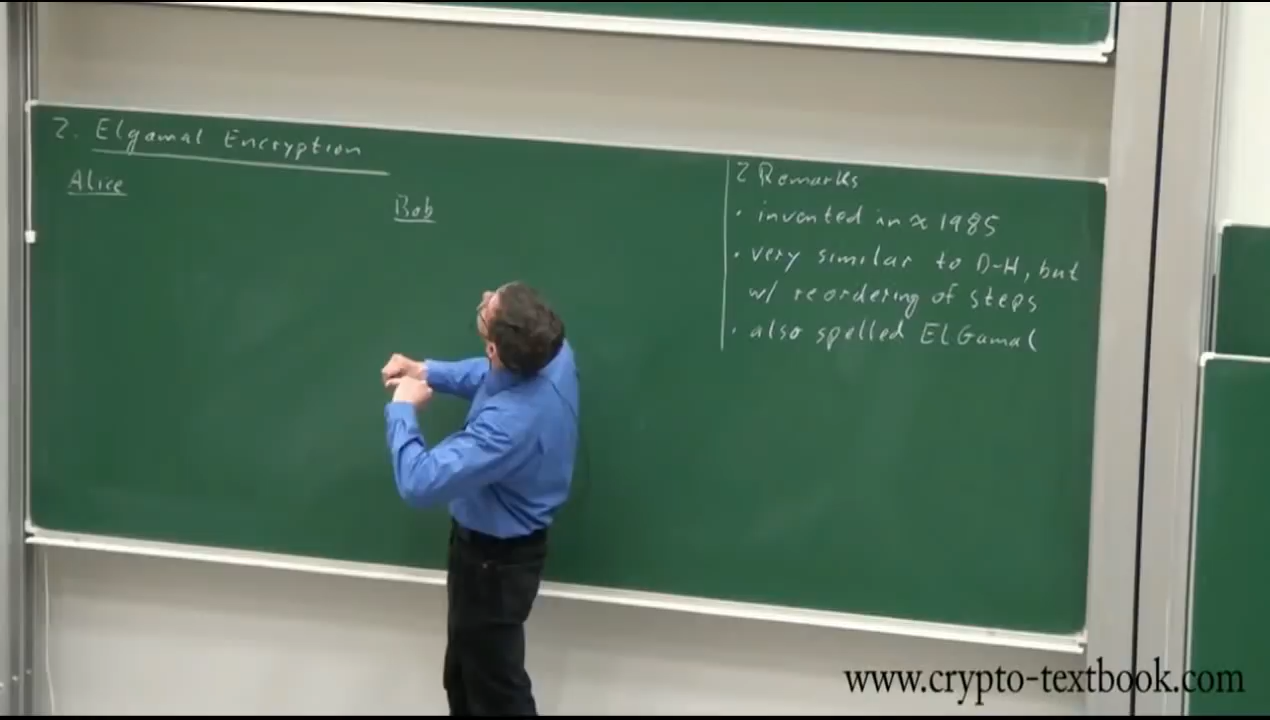 2. Elgamal Encryption
Alice
Bob
2 Remarks
· invented in ≈ 1985
· very similar to D-H, but
w/ reordering of steps
· also spelled ElGamal
www.crypto-textbook.com